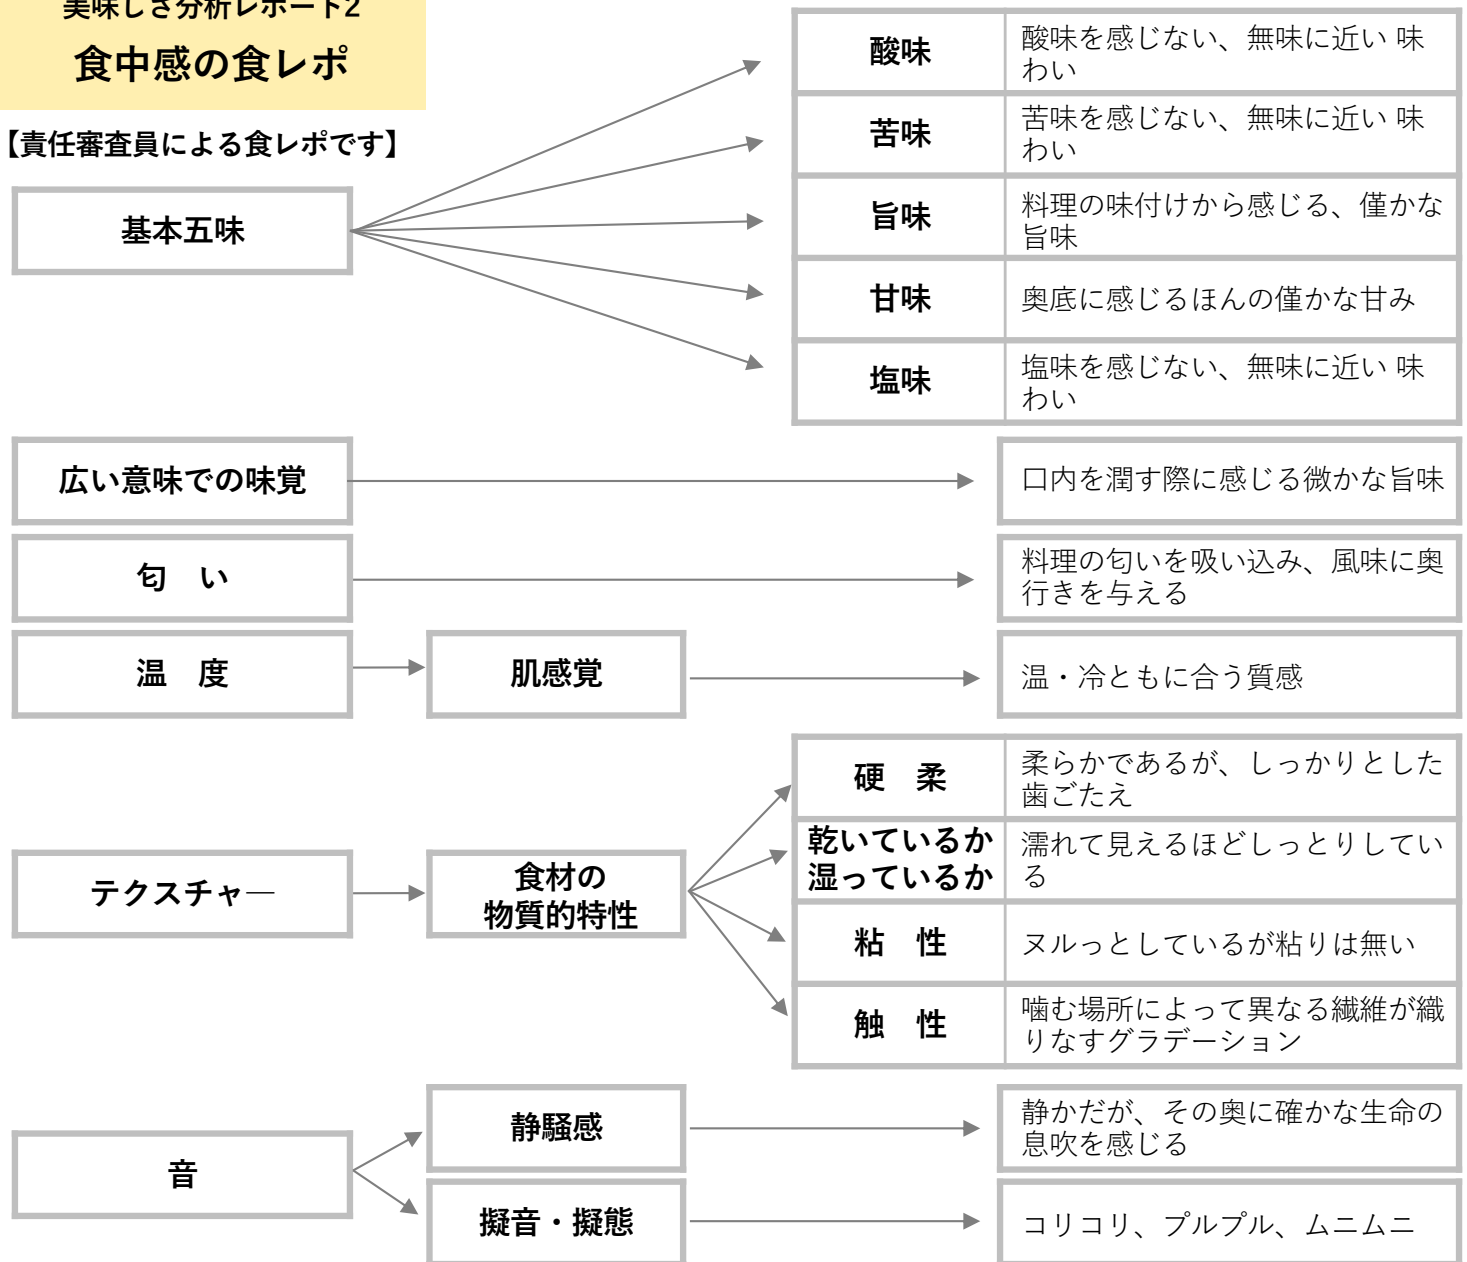 美味しさ分析レポート2
食中感の食レポ
【責任審査員による食レポです】
基本五味
酸味
酸味を感じない、無味に近い 味
わい
苦味
苦味を感じない、無味に近い 味
わい
旨味
料理の味付けから感じる、僅かな
旨味
甘味
奥底に感じるほんの僅かな甘み
塩味
塩味を感じない、無味に近い 味
わい
広い意味での味覚
口内を潤す際に感じる微かな旨味
匂　い
料理の匂いを吸い込み、風味に奥
行きを与える
温　度
肌感覚
温・冷ともに合う質感
テクスチャ―
食材の
物質的特性
硬　柔
柔らかであるが、しっかりとした
歯ごたえ
乾いているか
湿っているか
濡れて見えるほどしっとりしてい
る
粘　性
ヌルっとしているが粘りは無い
触　性
噛む場所によって異なる繊維が織
りなすグラデーション
音
静騒感
静かだが、その奥に確かな生命の
息吹を感じる
擬音・擬態
コリコリ、プルプル、ムニムニ